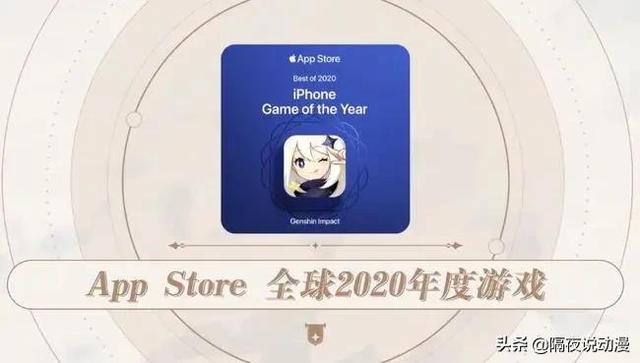 App Store
Best of 2020
iPhone
Game of the Year
Genshin Impact
App Store 全球2020年度游戏
头条 @隔夜说动漫